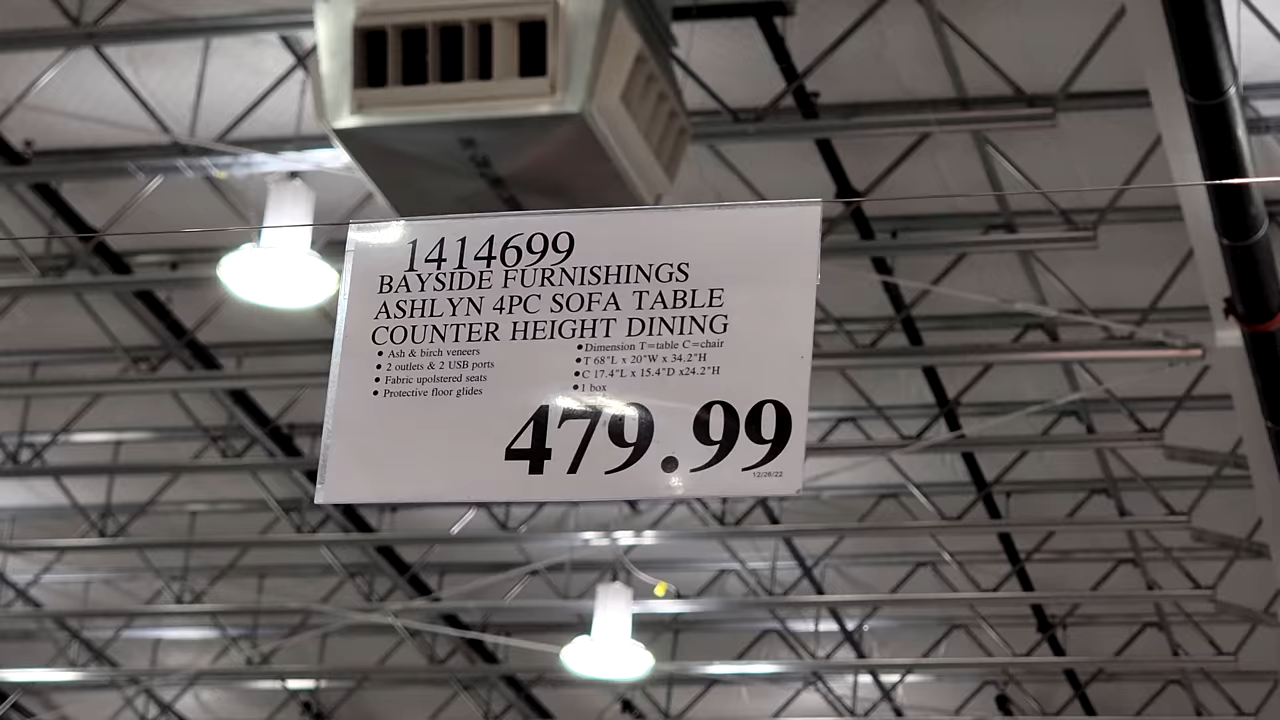 1414699
BAYSIDE FURNISHINGS
ASHLYN 4PC SOFA TABLE
COUNTER HEIGHT DINING
● Ash & birch veneers
● 2 outlets & 2 USB ports
● Fabric upolstered seats
● Protective floor glides
● Dimension T=table C=chair
● T 68"L x 20"W x 34.2"H
● C 17.4"L x 15.4"D x24.2"H
● 1 box
479.99
12/26/22